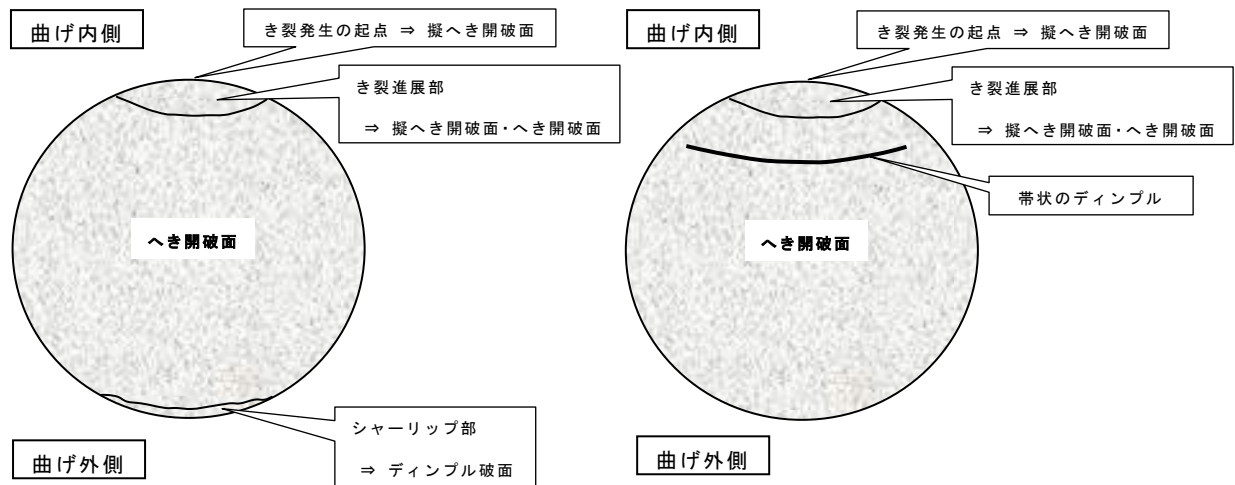 曲げ内側
き裂発生の起点 ⇒ 擬へき開破面
き裂進展部
⇒ 擬へき開破面・へき開破面
へき開破面
シャーリップ部
⇒ ディンプル破面
曲げ外側
曲げ内側
き裂発生の起点 ⇒ 擬へき開破面
き裂進展部
⇒ 擬へき開破面・へき開破面
帯状のディンプル
へき開破面
曲げ外側